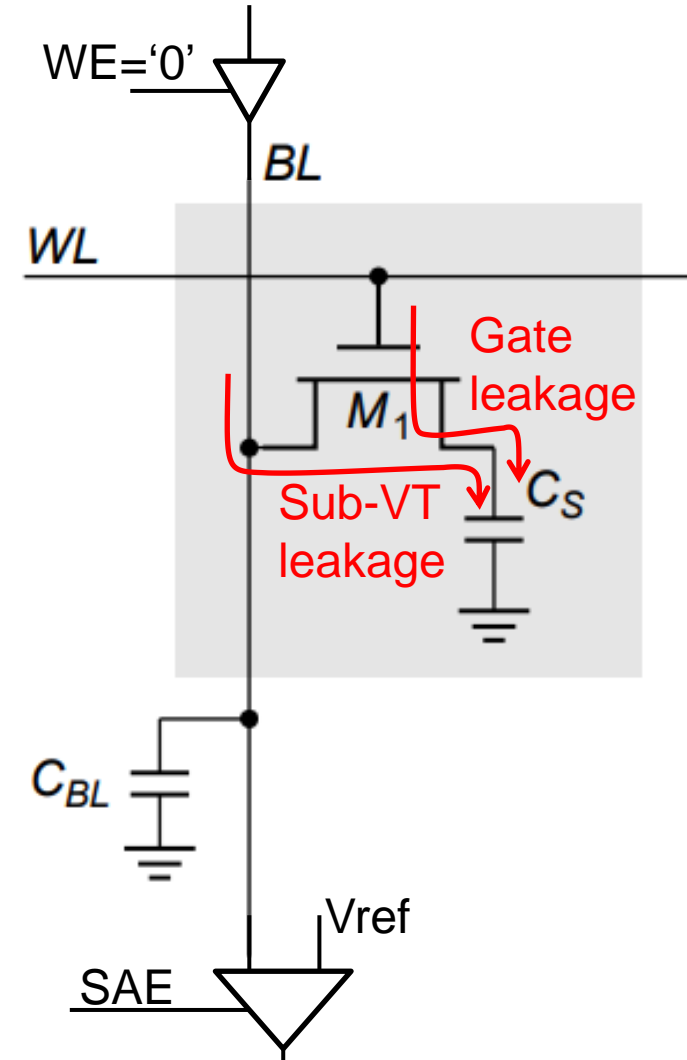 WE=‘0’
BL
WL
Gate
leakage
M1
CS
Sub-VT
leakage
CBL
Vref
SAE